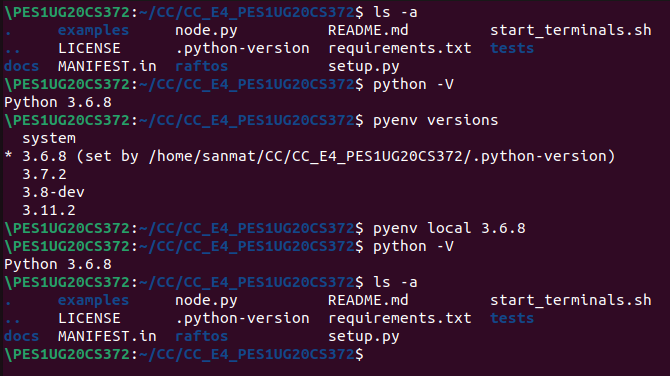 \PES1UG20CS372:~/CC/CC_E4_PES1UG20CS372$ ls -a
.     examples     node.py          README.md         start_terminals.sh
..    LICENSE      .python-version  requirements.txt  tests
docs  MANIFEST.in  raftos           setup.py
\PES1UG20CS372:~/CC/CC_E4_PES1UG20CS372$ python -V
Python 3.6.8
\PES1UG20CS372:~/CC/CC_E4_PES1UG20CS372$ pyenv versions
  system
* 3.6.8 (set by /home/sanmat/CC/CC_E4_PES1UG20CS372/.python-version)
  3.7.2
  3.8-dev
  3.11.2
\PES1UG20CS372:~/CC/CC_E4_PES1UG20CS372$ pyenv local 3.6.8
\PES1UG20CS372:~/CC/CC_E4_PES1UG20CS372$ python -V
Python 3.6.8
\PES1UG20CS372:~/CC/CC_E4_PES1UG20CS372$ ls -a
.     examples     node.py          README.md         start_terminals.sh
..    LICENSE      .python-version  requirements.txt  tests
docs  MANIFEST.in  raftos           setup.py
\PES1UG20CS372:~/CC/CC_E4_PES1UG20CS372$